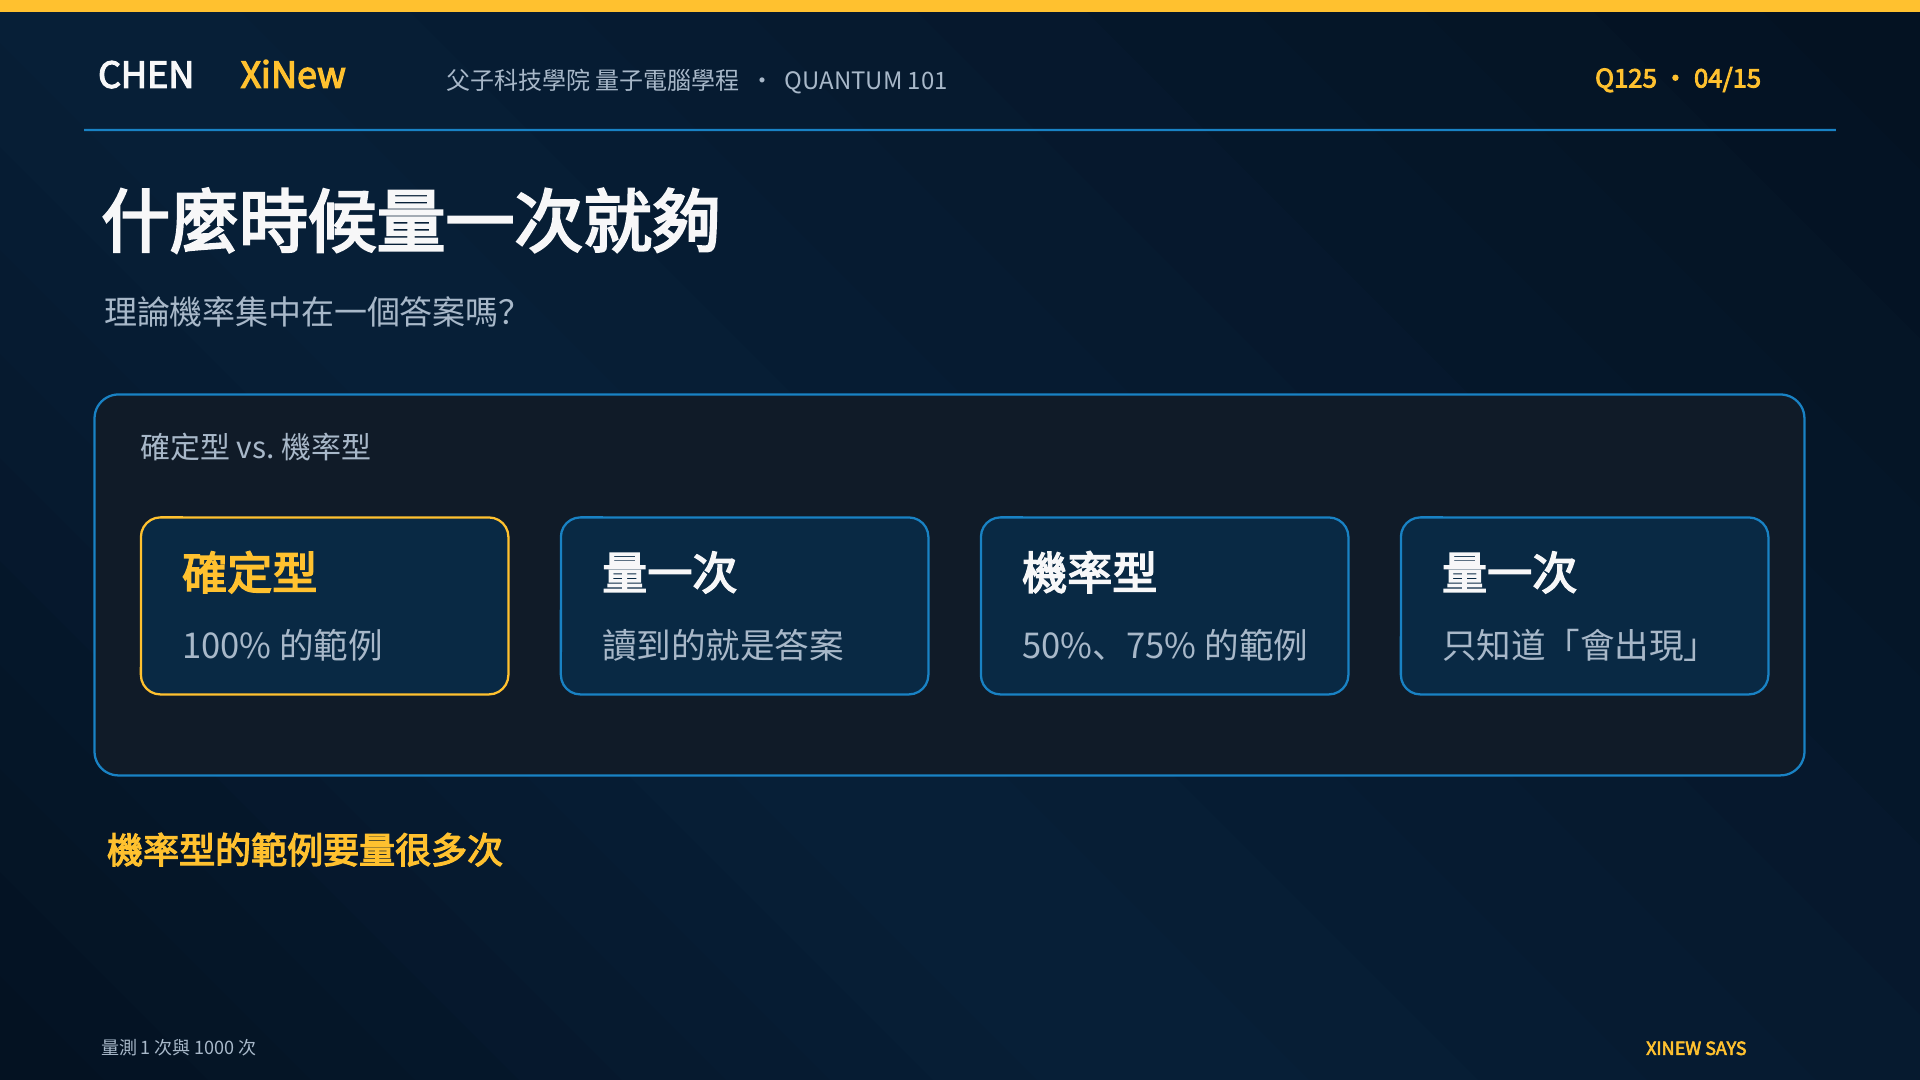 CHEN XiNew 父子科技學院 量子電腦學程 • QUANTUM 101 Q125 • 04/15
什麼時候量一次就夠
理論機率集中在一個答案嗎?
確定型 vs. 機率型
確定型
100% 的範例
量一次
讀到的就是答案
機率型
50%、75% 的範例
量一次
只知道「會出現」
機率型的範例要量很多次
量測 1 次與 1000 次
XINEW SAYS